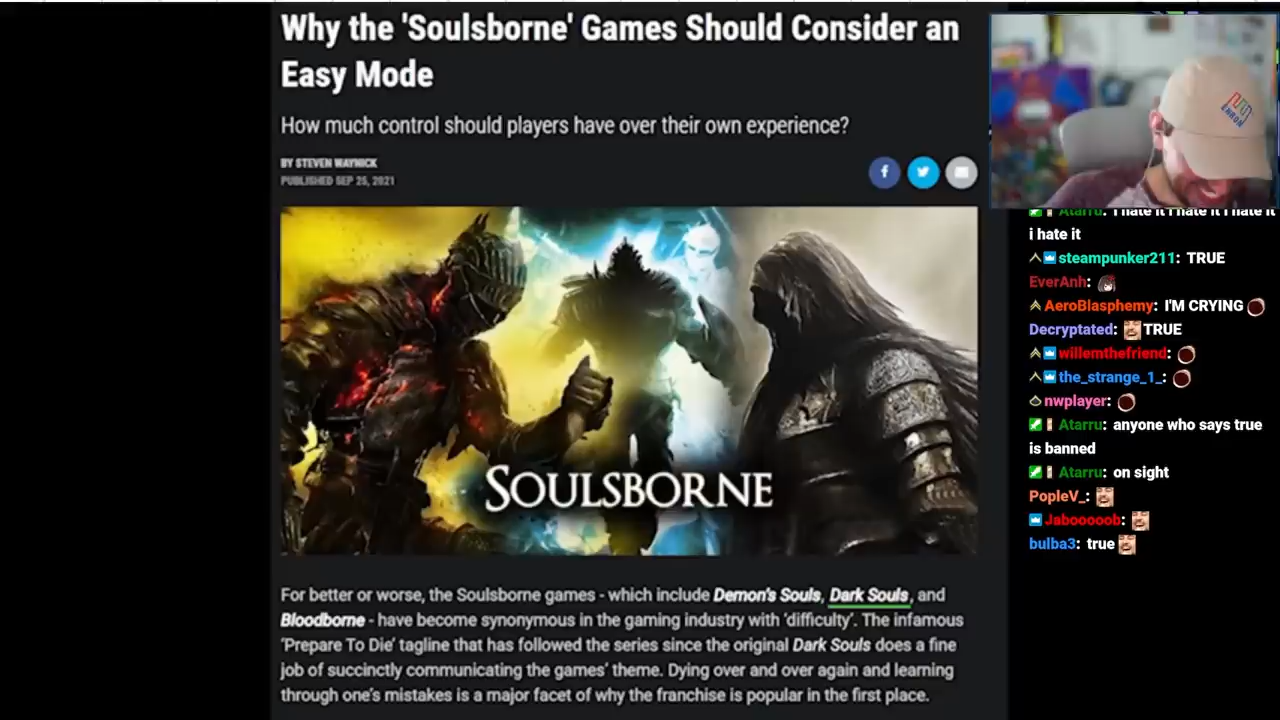 Why the 'Soulsborne' Games Should Consider an
Easy Mode
How much control should players have over their own experience?
BY STEVEN WAYNICK
PUBLISHED SEP 25, 2021
f
ENRON
SOULSBORNE
For better or worse, the Soulsborne games - which include Demon's Souls, Dark Souls, and
Bloodborne - have become synonymous in the gaming industry with 'difficulty'. The infamous
'Prepare To Die' tagline that has followed the series since the original Dark Souls does a fine
job of succinctly communicating the games' theme. Dying over and over again and learning
through one's mistakes is a major facet of why the franchise is popular in the first place.
Atarru: I hate it I hate it I hate it
i hate it
steampunker211: TRUE
EverAnh:
AeroBlasphemy: I'M CRYING
Decryptated: TRUE
willemthefriend:
the_strange_1_:
nwplayer:
Atarru: anyone who says true
is banned
Atarru: on sight
PopleV_:
Jabooooob:
bulba3: true